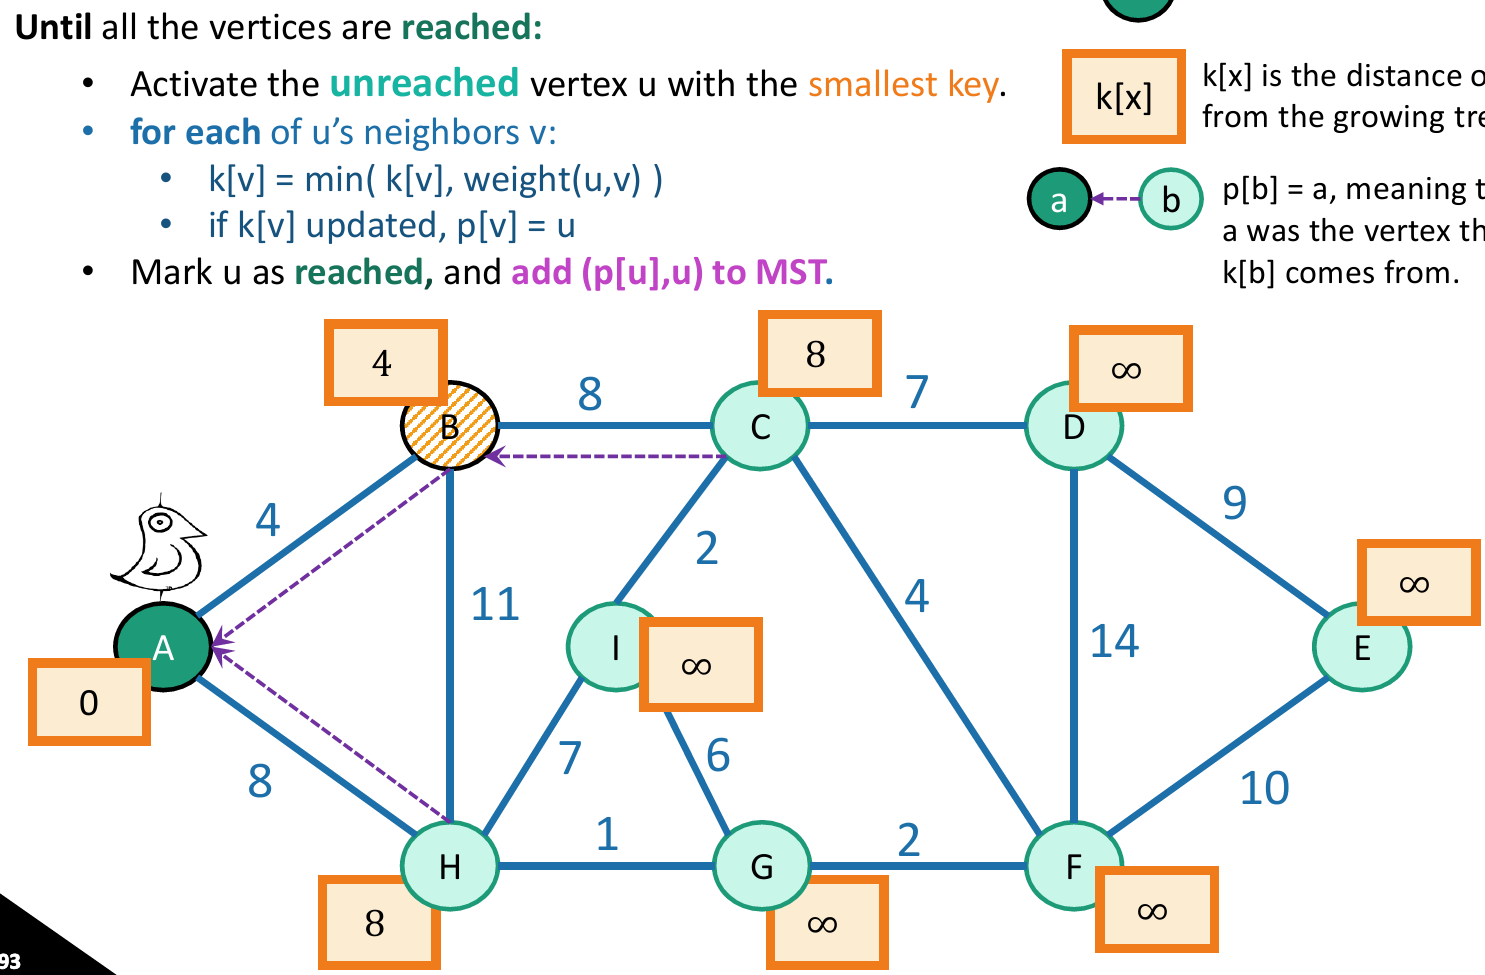 Until all the vertices are reached:
• Activate the unreached vertex u with the smallest key.
• for each of u's neighbors v:
• k[v] = min( k[v], weight(u,v) )
• if k[v] updated, p[v] = u
• Mark u as reached, and add (p[u],u) to MST.
k[x]
k[x] is the distance
from the growing
a
b
p[b] = a, meaning
a was the vertex
k[b] comes from.
4
8
∞
B
8
C
7
D
4
2
9
11
4
∞
A
I
∞
14
E
0
7
6
8
10
1
2
H
G
F
8
∞
∞
93